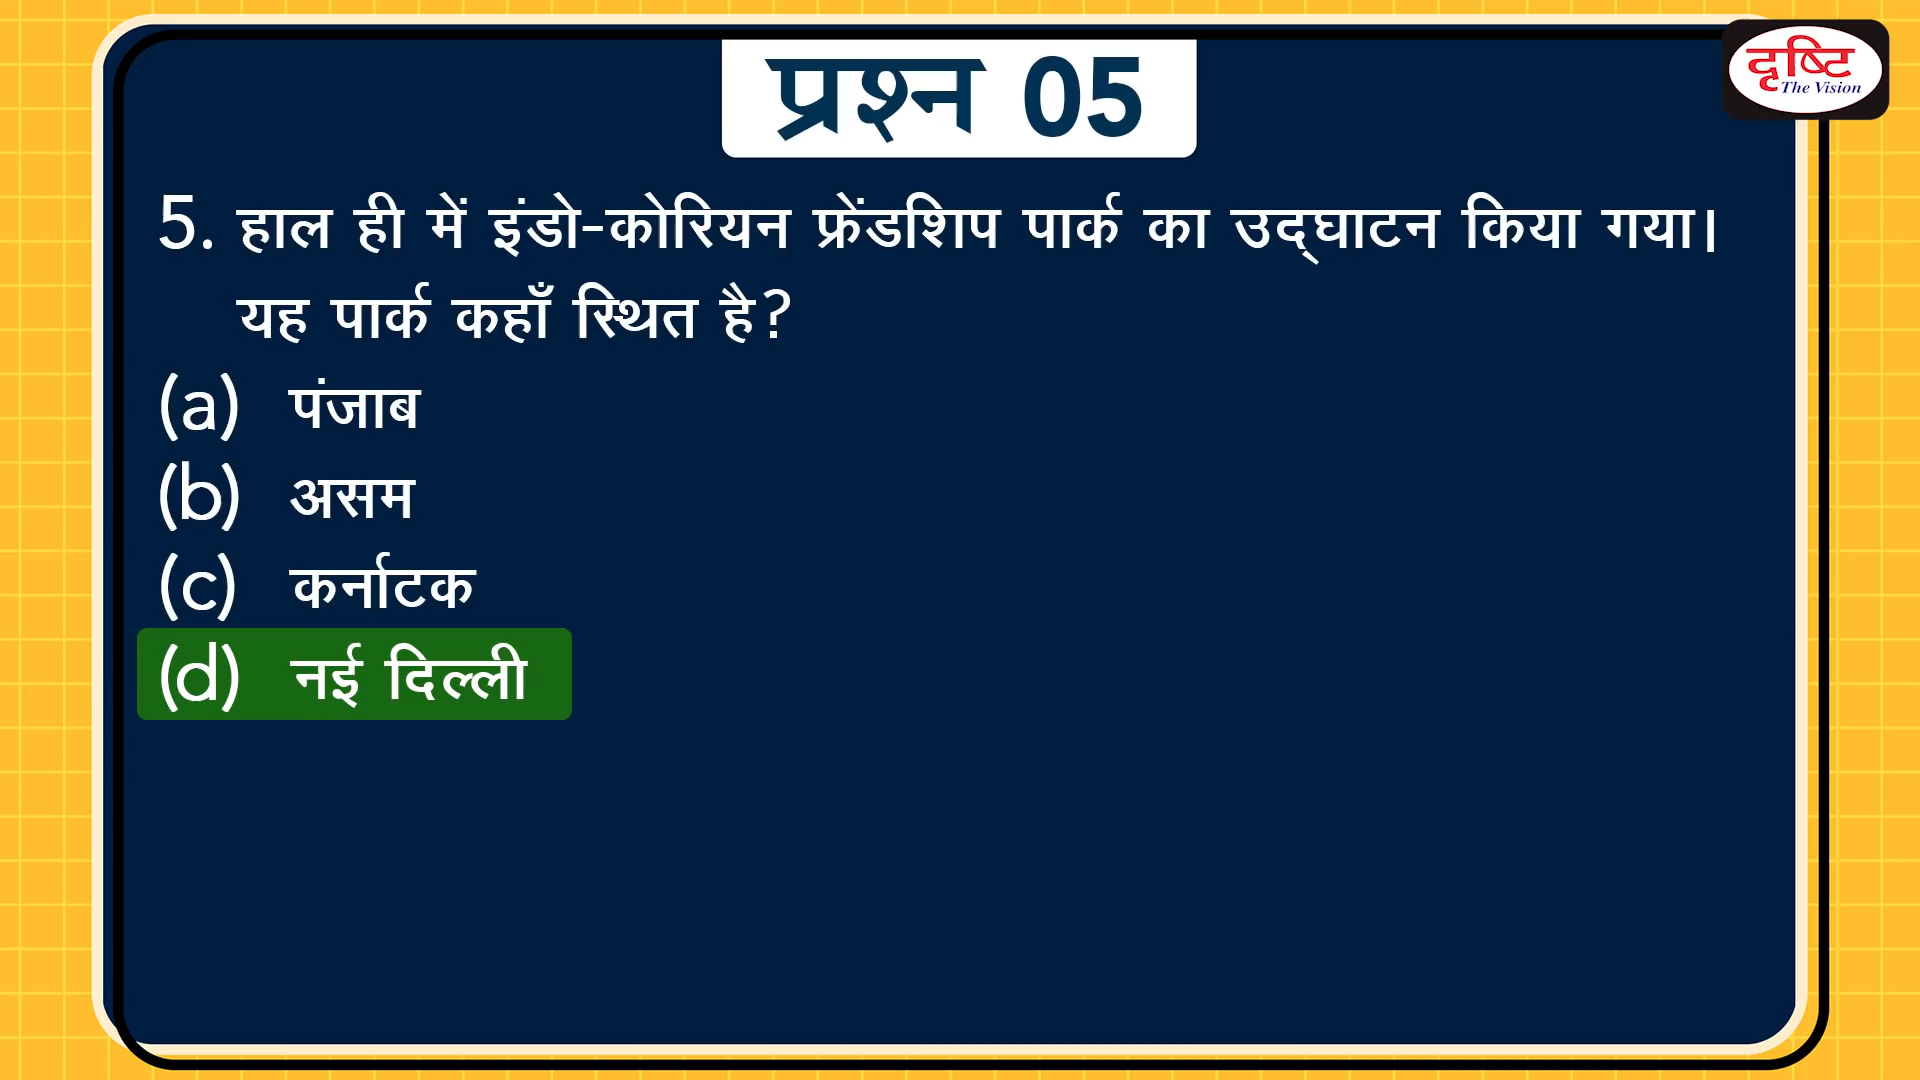 प्रश्न 05
दृष्टि
The Vision
5. हाल ही में इंडो-कोरियन फ्रेंडशिप पार्क का उद्घाटन किया गया।
यह पार्क कहाँ स्थित है?
(a) पंजाब
(b) असम
(c) कर्नाटक
(d) नई दिल्ली